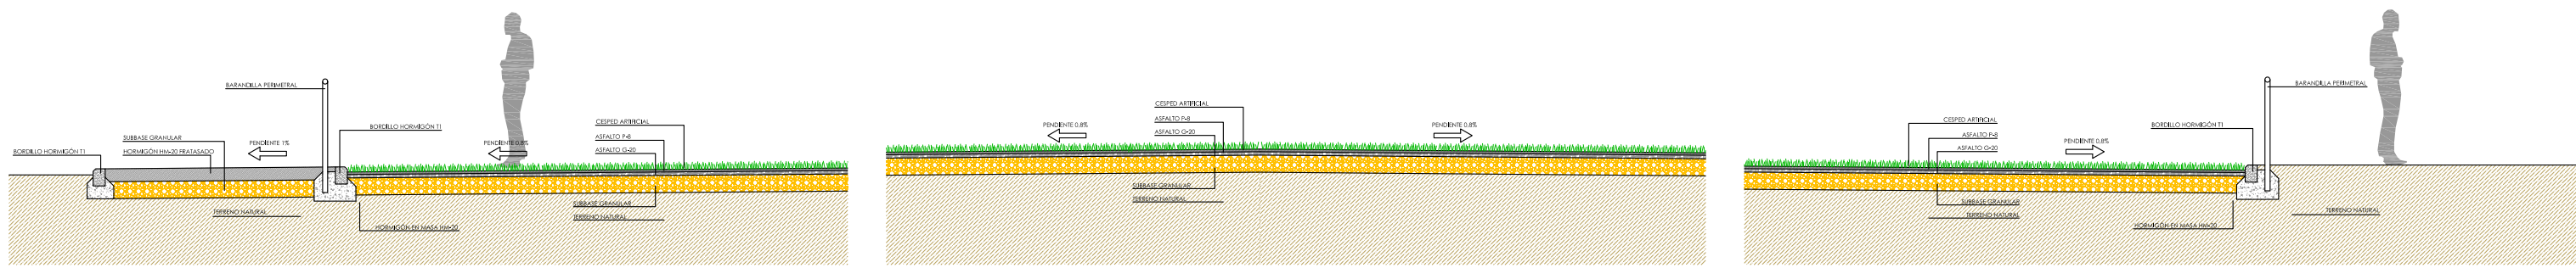 BARANDILLA PERIMETRAL
BORDILLO HORMIGÓN T1
SUBBASE GRANULAR
PENDIENTE 1%
BORDILLO HORMIGÓN T1
HORMIGÓN HM-20 FRATASADO
TERRENO NATURAL
HORMIGÓN EN MASA HM-20
PENDIENTE 0.8%
CESPED ARTIFICIAL
ASFALTO P-8
ASFALTO G-20
SUBBASE GRANULAR
TERRENO NATURAL
PENDIENTE 0.8%
CESPED ARTIFICIAL
ASFALTO P-8
ASFALTO G-20
PENDIENTE 0.8%
SUBBASE GRANULAR
TERRENO NATURAL
CESPED ARTIFICIAL
ASFALTO P-8
ASFALTO G-20
PENDIENTE 0.8%
BARANDILLA PERIMETRAL
BORDILLO HORMIGÓN T1
SUBBASE GRANULAR
TERRENO NATURAL
HORMIGÓN EN MASA HM-20
TERRENO NATURAL